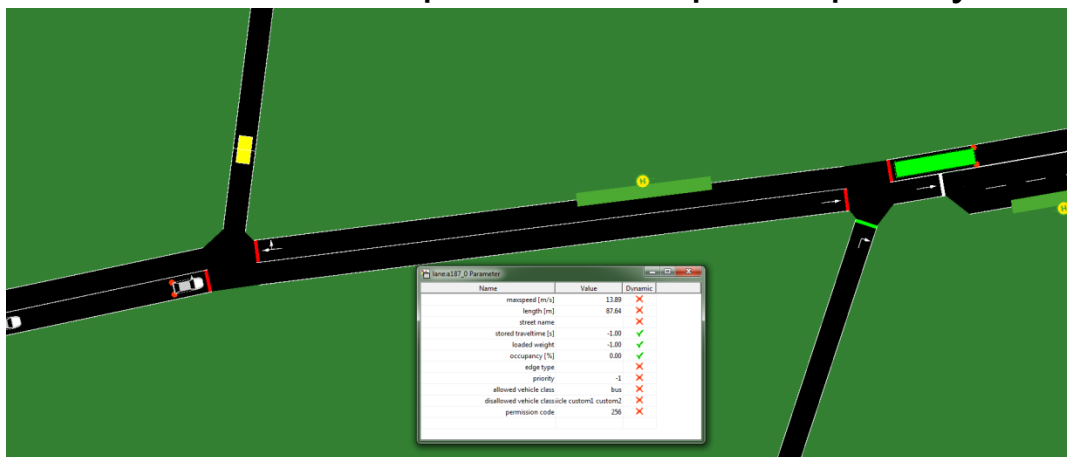 H
H
lane:a187_0 Parameter
Name Value Dynamic
maxspeed [m/s] 13.89
length [m] 87.64
street name
stored traveltime [s] -1.00
loaded weight -1.00
occupancy [%] 0.00
edge type
priority -1
allowed vehicle class bus
disallowed vehicle class icle custom1 custom2
permission code 256